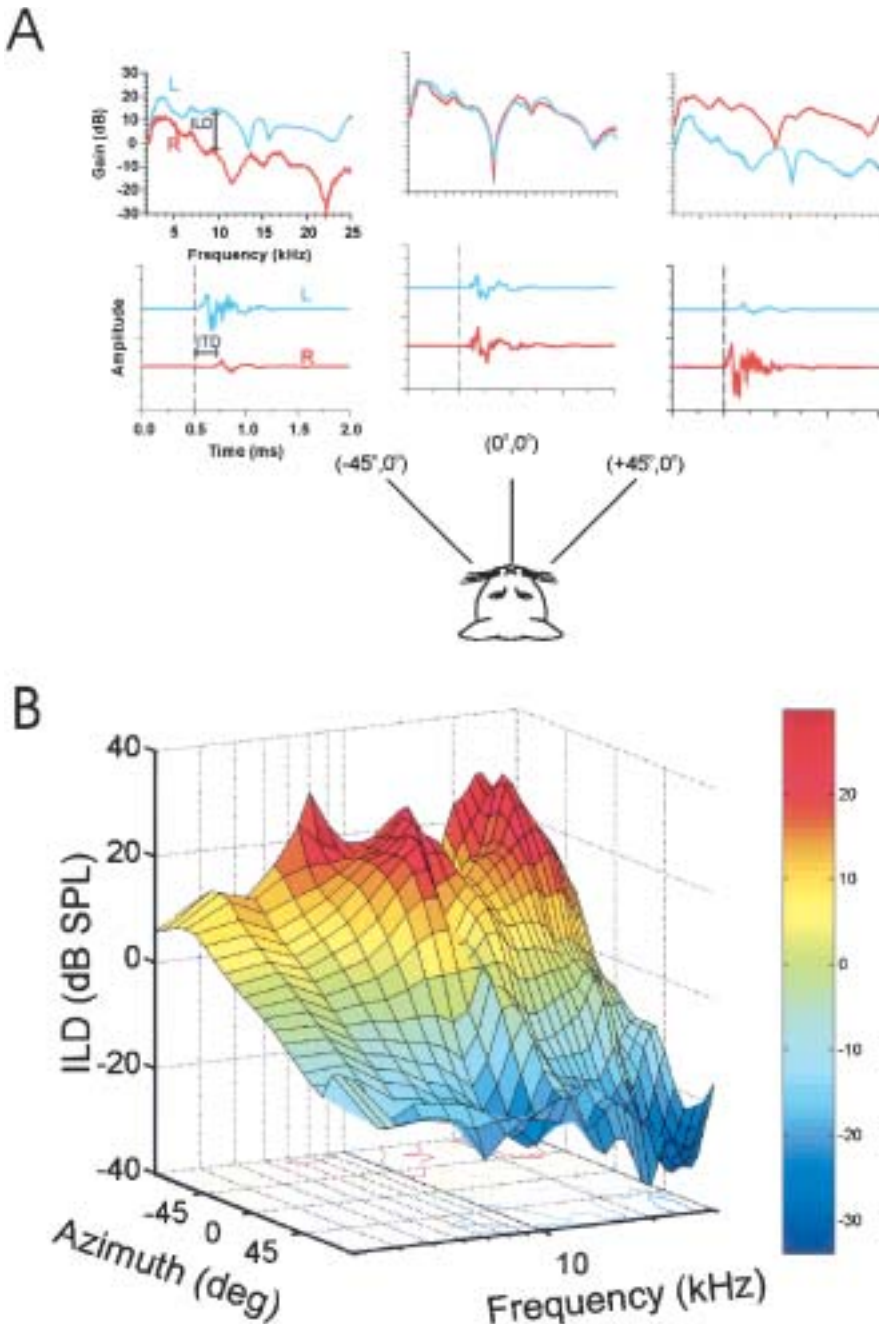 A
30
20
10
0
-10
-20
-30
Gain (dB)
L
R
ILD
5 10 15 20 25
Frequency (kHz)
Amplitude
L
ITD
R
0.0 0.5 1.0 1.5 2.0
Time (ms)
(-45°,0°)
(0°,0°)
(+45°,0°)
B
40
20
0
-20
-40
ILD (dB SPL)
-45
0
45
Azimuth (deg)
10
Frequency (kHz)
20
10
0
-10
-20
-30